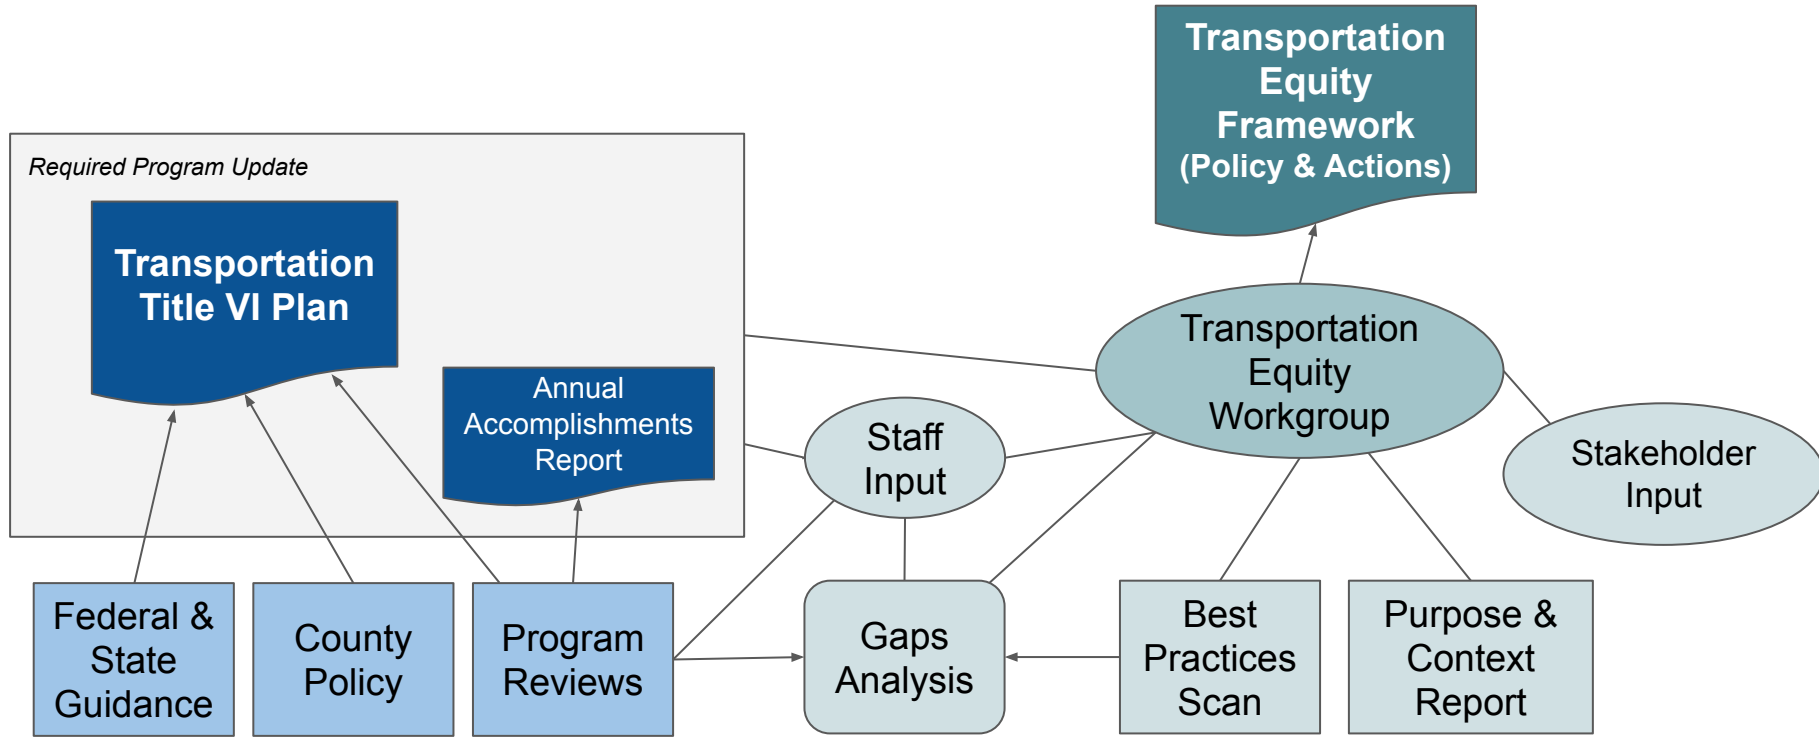 Transportation
Equity
Framework
(Policy & Actions)
Required Program Update
Transportation
Title VI Plan
Annual
Accomplishments
Report
Transportation
Equity
Workgroup
Staff
Input
Stakeholder
Input
Federal &
State
Guidance
County
Policy
Program
Reviews
Gaps
Analysis
Best
Practices
Scan
Purpose &
Context
Report